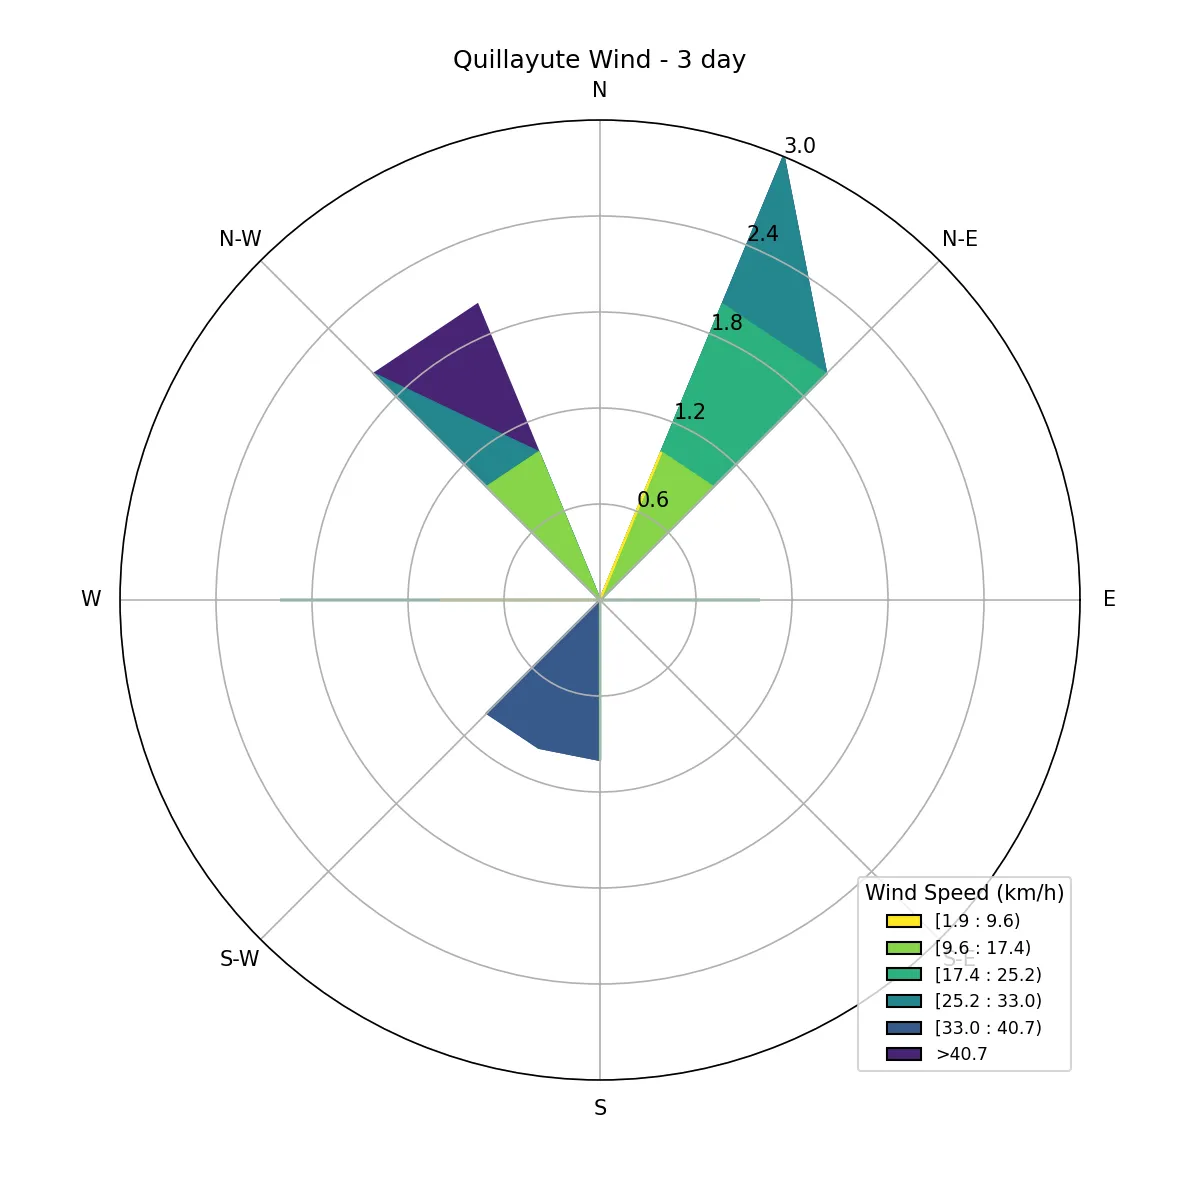 Quillayute Wind - 3 day
N
3.0
N-W
2.4
N-E
1.8
1.2
0.6
W
E
S-W
S-E
S
Wind Speed (km/h)
[1.9 : 9.6)
[9.6 : 17.4)
[17.4 : 25.2)
[25.2 : 33.0)
[33.0 : 40.7)
>40.7